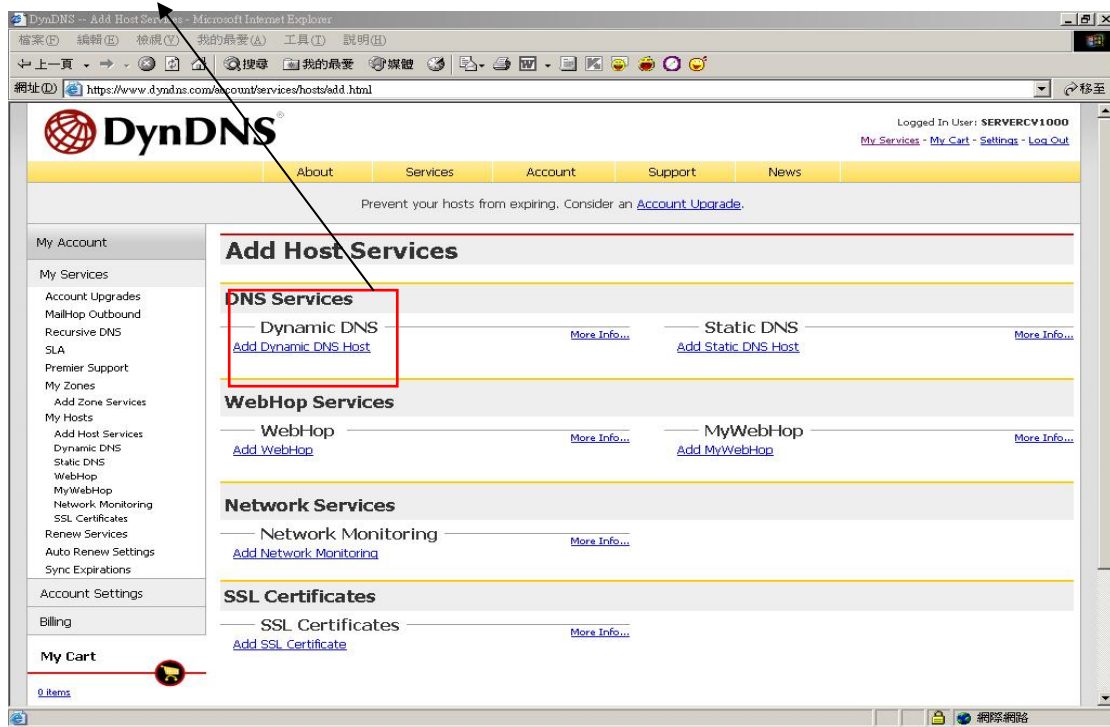 DynDNS -- Add Host Services - Microsoft Internet Explorer
檔案(F) 編輯(E) 檢視(V) 我的最愛(A) 工具(T) 說明(H)
上一頁 搜尋 我的最愛 媒體
網址(D) https://www.dyndns.com/account/services/hosts/add.html 移至
DynDNS®
Logged In User: SERVERCV1000
My Services - My Cart - Settings - Log Out
About Services Account Support News
Prevent your hosts from expiring. Consider an Account Upgrade.
My Account
My Services
Account Upgrades
MailHop Outbound
Recursive DNS
SLA
Premier Support
My Zones
Add Zone Services
My Hosts
Add Host Services
Dynamic DNS
Static DNS
WebHop
MyWebHop
Network Monitoring
SSL Certificates
Renew Services
Auto Renew Settings
Sync Expirations
Account Settings
Billing
My Cart
0 items
Add Host Services
DNS Services
Dynamic DNS More Info...
Add Dynamic DNS Host
Static DNS More Info...
Add Static DNS Host
WebHop Services
WebHop More Info...
Add WebHop
MyWebHop More Info...
Add MyWebHop
Network Services
Network Monitoring More Info...
Add Network Monitoring
SSL Certificates
SSL Certificates More Info...
Add SSL Certificate
網際網路